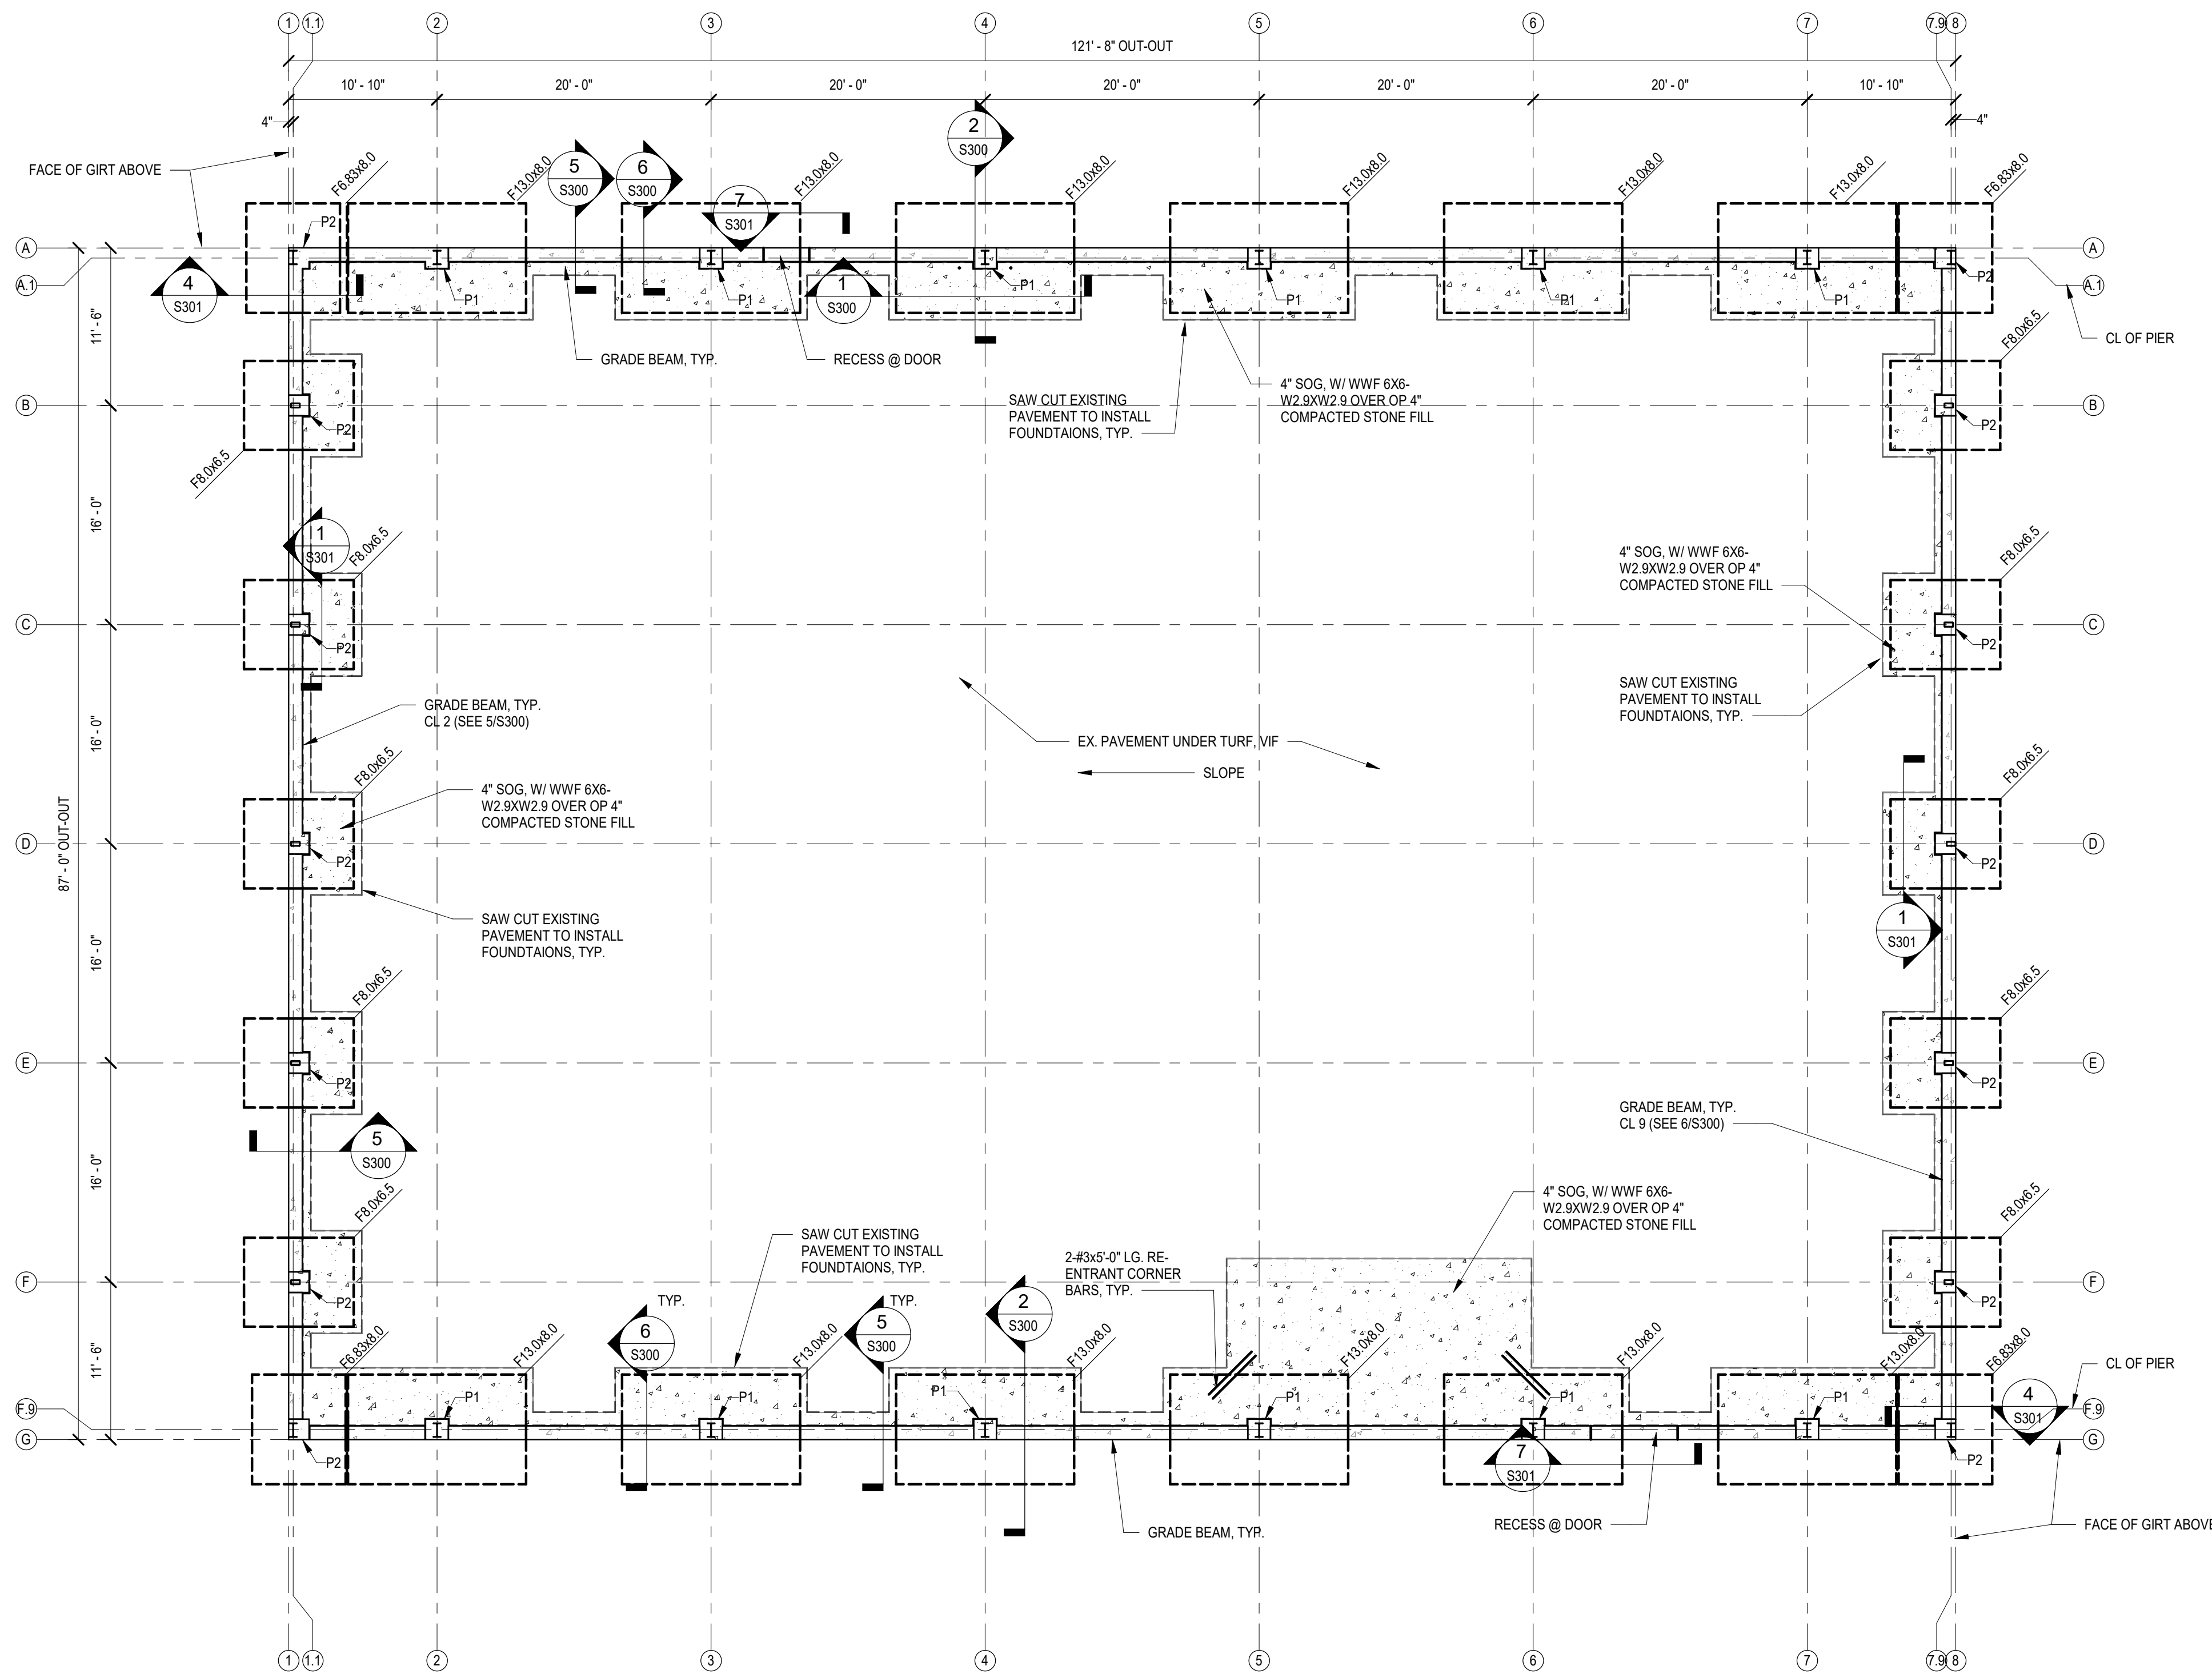 1 1.1 2 3 4 5 6 7 7.9 8
121' - 8" OUT-OUT
10' - 10" 20' - 0" 20' - 0" 20' - 0" 20' - 0" 20' - 0" 10' - 10"
4" 4"
2
S300
FACE OF GIRT ABOVE
F6.83x8.0 F13.0x8.0 F13.0x8.0 F13.0x8.0 F13.0x8.0 F13.0x8.0 F13.0x8.0 F6.83x8.0
5
S300
6
S300
7
S301
A P2 A
A.1 P1 P1 P1 P1 P1 P1 P2 A.1
4
S301
1
S300
11' - 6"
CL OF PIER
GRADE BEAM, TYP.
RECESS @ DOOR
SAW CUT EXISTING
PAVEMENT TO INSTALL
FOUNDTAIONS, TYP.
4" SOG, W/ WWF 6X6-
W2.9XW2.9 OVER OP 4"
COMPACTED STONE FILL
F8.0x6.5
B P2 P2 B
F8.0x6.5
16' - 0"
1
S301
F8.0x6.5
4" SOG, W/ WWF 6X6-
W2.9XW2.9 OVER OP 4"
COMPACTED STONE FILL
F8.0x6.5
C P2 P2 C
SAW CUT EXISTING
PAVEMENT TO INSTALL
FOUNDTAIONS, TYP.
GRADE BEAM, TYP.
CL 2 (SEE 5/S300)
16' - 0"
EX. PAVEMENT UNDER TURF, VIF
SLOPE
F8.0x6.5 F8.0x6.5
4" SOG, W/ WWF 6X6-
W2.9XW2.9 OVER OP 4"
COMPACTED STONE FILL
87' - 0" OUT-OUT
D P2 P2 D
SAW CUT EXISTING
PAVEMENT TO INSTALL
FOUNDTAIONS, TYP.
1
S301
16' - 0"
F8.0x6.5 F8.0x6.5
E P2 P2 E
GRADE BEAM, TYP.
CL 9 (SEE 6/S300)
5
S300
16' - 0"
F8.0x6.5 F8.0x6.5
4" SOG, W/ WWF 6X6-
W2.9XW2.9 OVER OP 4"
COMPACTED STONE FILL
SAW CUT EXISTING
PAVEMENT TO INSTALL
FOUNDTAIONS, TYP.
2-#3x5'-0" LG. RE-
ENTRANT CORNER
BARS, TYP.
F P2 P2 F
TYP.
6
S300
TYP.
5
S300
2
S300
11' - 6"
F6.83x8.0 F13.0x8.0 F13.0x8.0 F13.0x8.0 F13.0x8.0 F13.0x8.0 F13.0x8.0 F6.83x8.0
CL OF PIER
4
S301
F.9 P1 P1 P1 P1 P1 P1 F.9
G P2 P2 G
7
S301
GRADE BEAM, TYP.
RECESS @ DOOR
FACE OF GIRT ABOVE
1 1.1 2 3 4 5 6 7 7.9 8